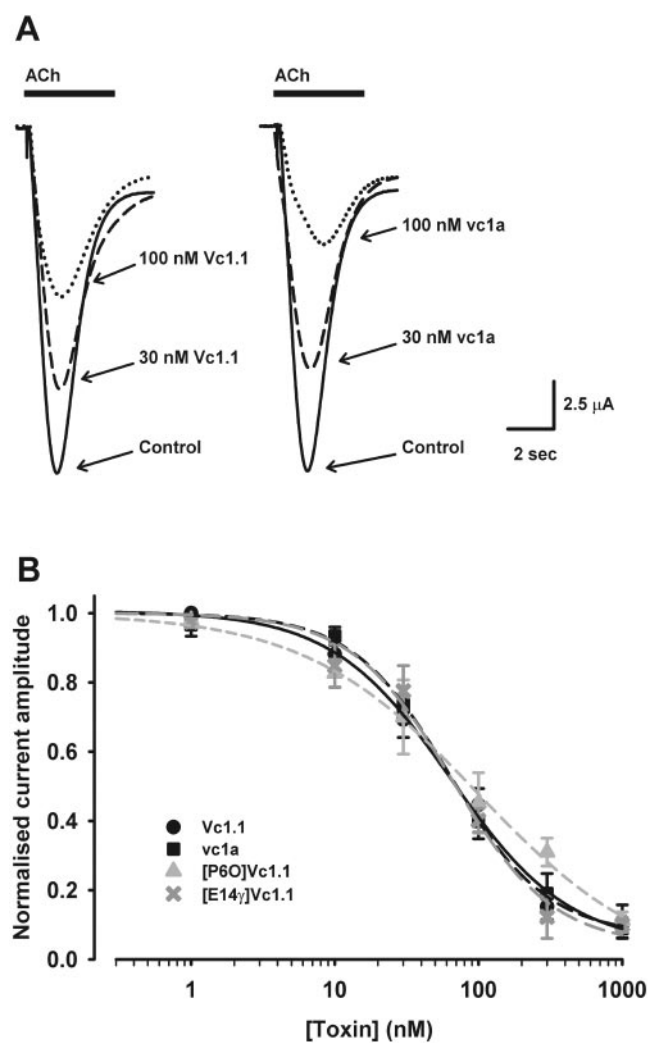 A
ACh
ACh
100 nM Vc1.1
30 nM Vc1.1
Control
100 nM vc1a
30 nM vc1a
Control
2.5 µA
2 sec
B
Normalised current amplitude
1.0
0.8
0.6
0.4
0.2
0.0
Vc1.1
vc1a
[P6O]Vc1.1
[E14γ]Vc1.1
1
10
100
1000
[Toxin] (nM)